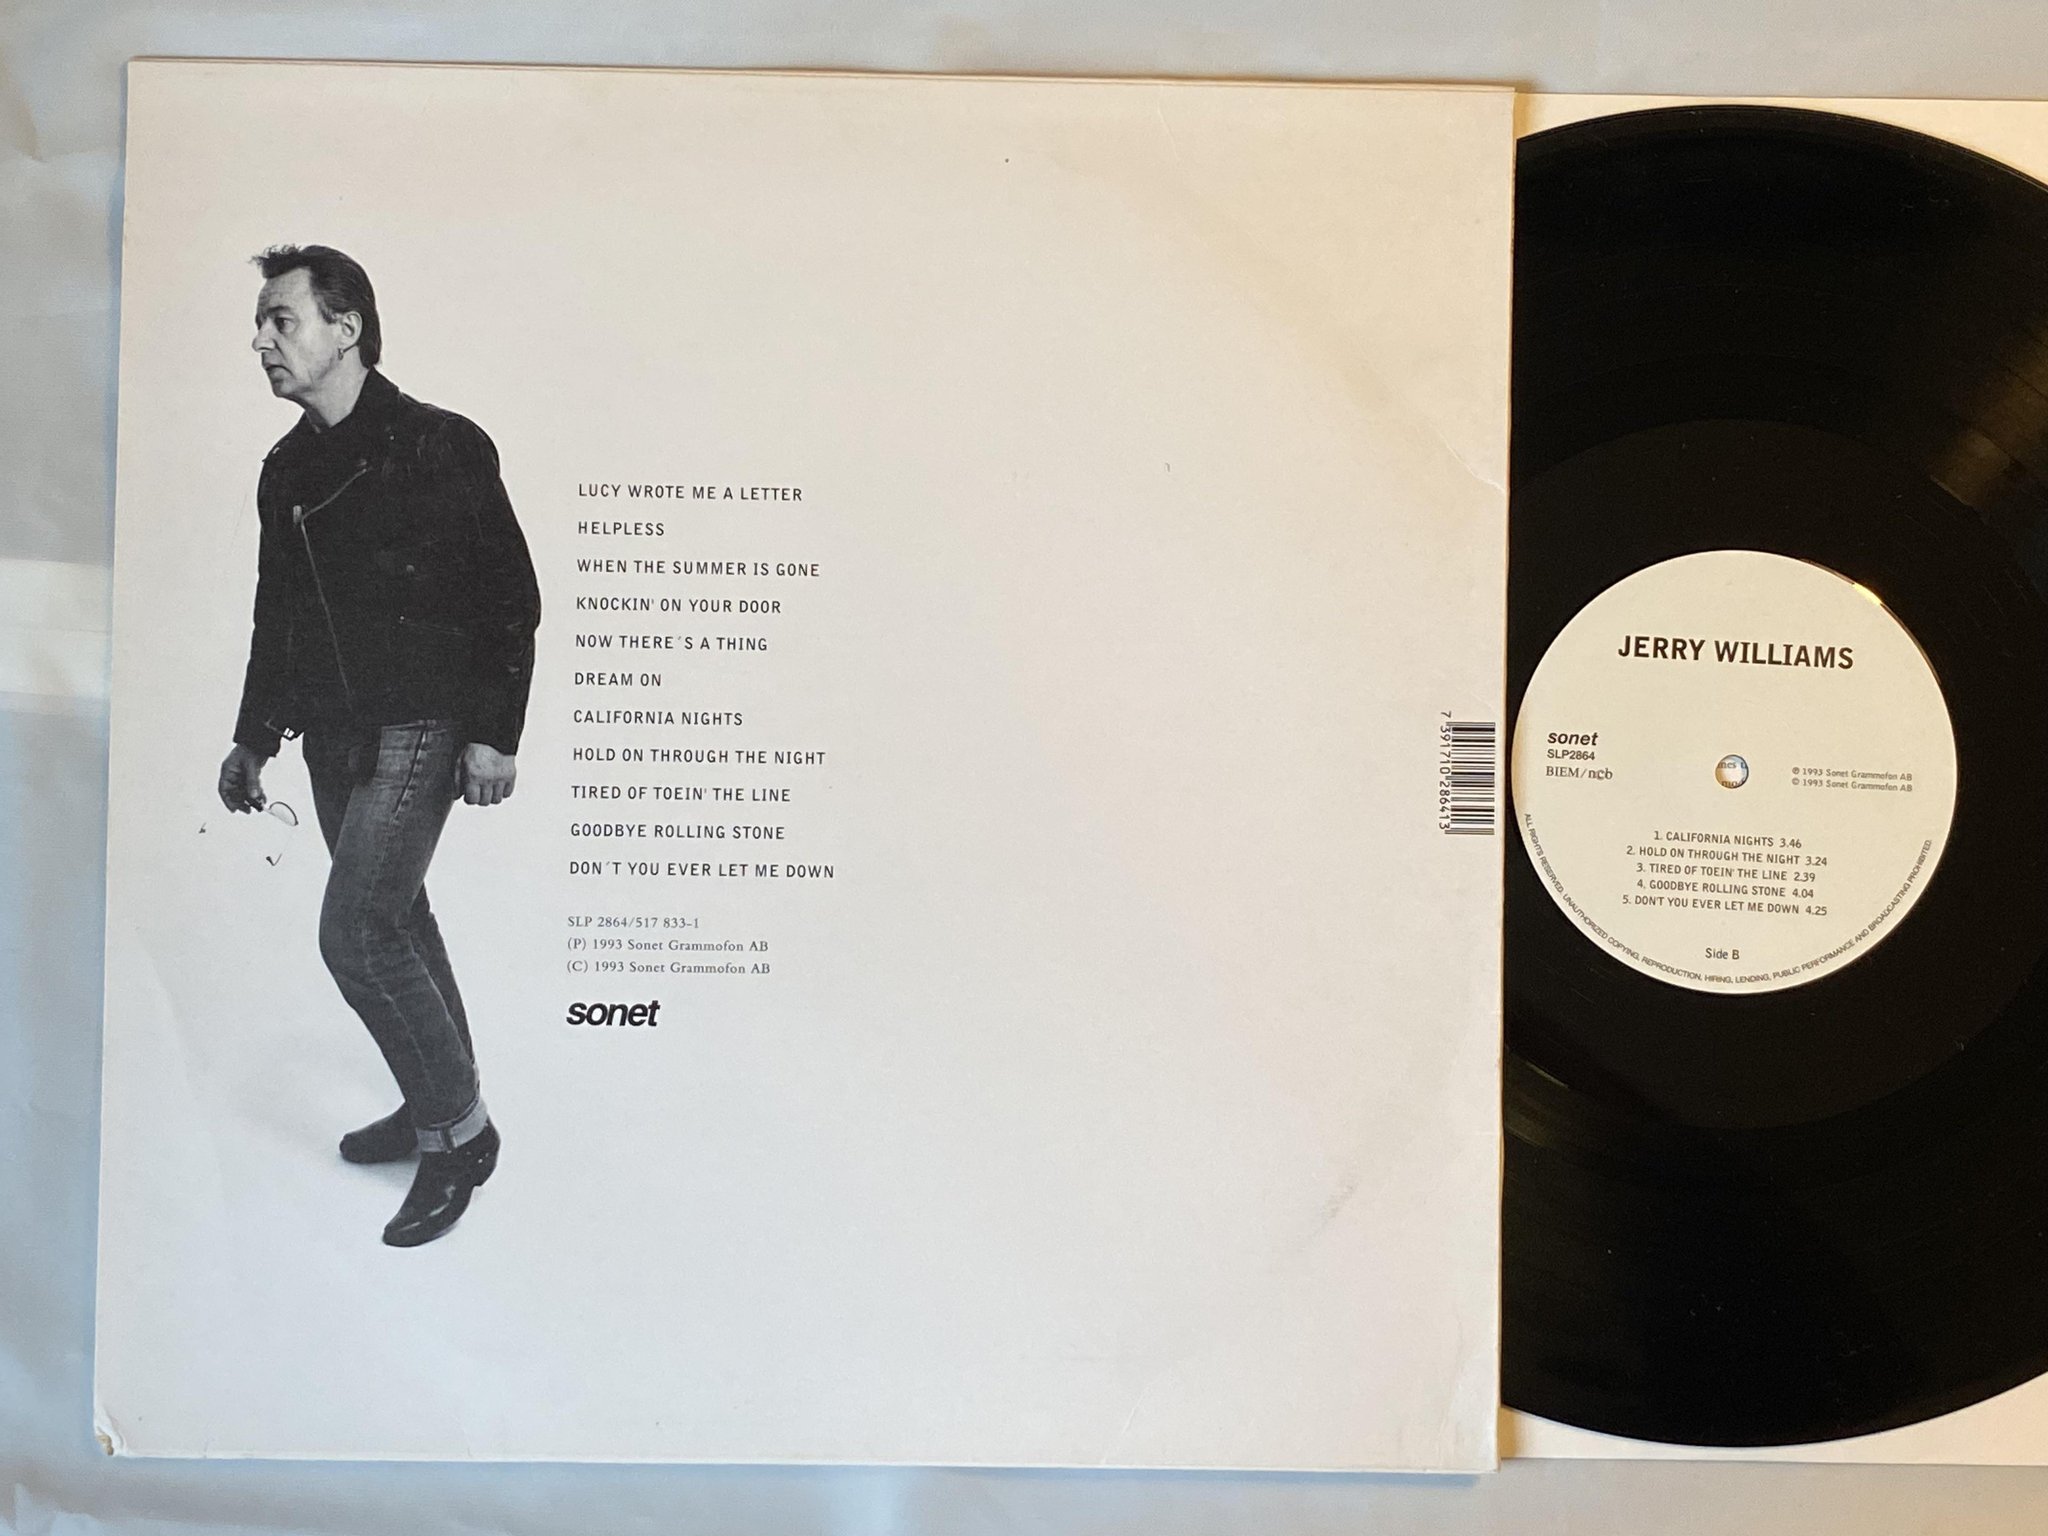 LUCY WROTE ME A LETTER
HELPLESS
WHEN THE SUMMER IS GONE
KNOCKIN' ON YOUR DOOR
NOW THERE´S A THING
DREAM ON
CALIFORNIA NIGHTS
HOLD ON THROUGH THE NIGHT
TIRED OF TOEIN' THE LINE
GOODBYE ROLLING STONE
DON´T YOU EVER LET ME DOWN
SLP 2864/517 833-1
(P) 1993 Sonet Grammofon AB
(C) 1993 Sonet Grammofon AB
sonet
7 391710 286413
JERRY WILLIAMS
sonet
SLP2864
BIEM/ncb
℗ 1993 Sonet Grammofon AB
© 1993 Sonet Grammofon AB
1. CALIFORNIA NIGHTS 3.46
2. HOLD ON THROUGH THE NIGHT 3.24
3. TIRED OF TOEIN' THE LINE 2.39
4. GOODBYE ROLLING STONE 4.04
5. DON'T YOU EVER LET ME DOWN 4.25
Side B
ALL RIGHTS RESERVED. UNAUTHORIZED COPYING, REPRODUCTION, HIRING, LENDING, PUBLIC PERFORMANCE AND BROADCASTING PROHIBITED.